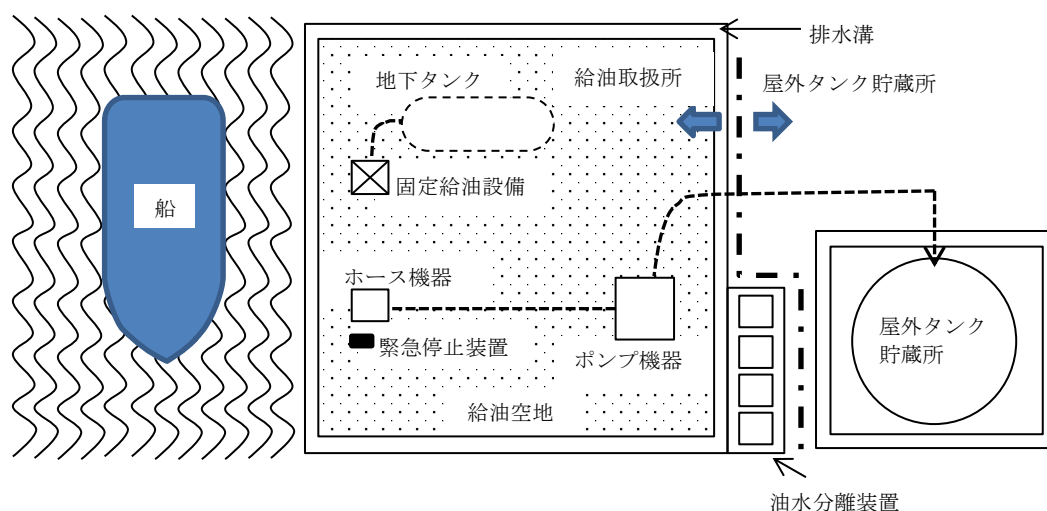 排水溝
地下タンク
給油取扱所
屋外タンク貯蔵所
固定給油設備
船
ホース機器
緊急停止装置
ポンプ機器
屋外タンク
貯蔵所
給油空地
油水分離装置